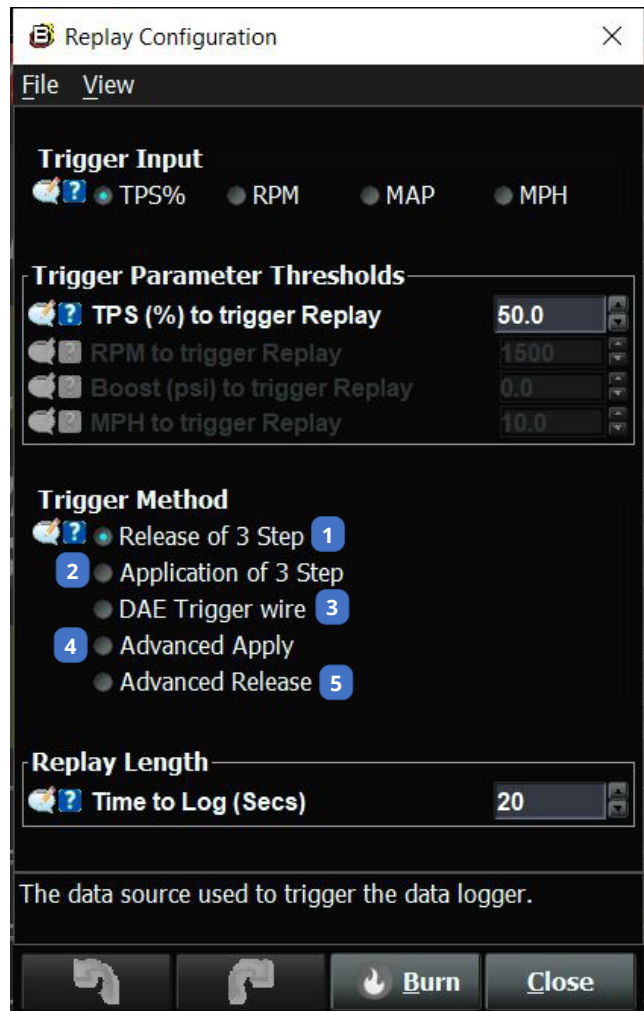 Replay Configuration
File View
Trigger Input
TPS% RPM MAP MPH
Trigger Parameter Thresholds
TPS (%) to trigger Replay 50.0
RPM to trigger Replay 1500
Boost (psi) to trigger Replay 0.0
MPH to trigger Replay 10.0
Trigger Method
Release of 3 Step 1
2 Application of 3 Step
DAE Trigger wire 3
4 Advanced Apply
Advanced Release 5
Replay Length
Time to Log (Secs) 20
The data source used to trigger the data logger.
Burn Close